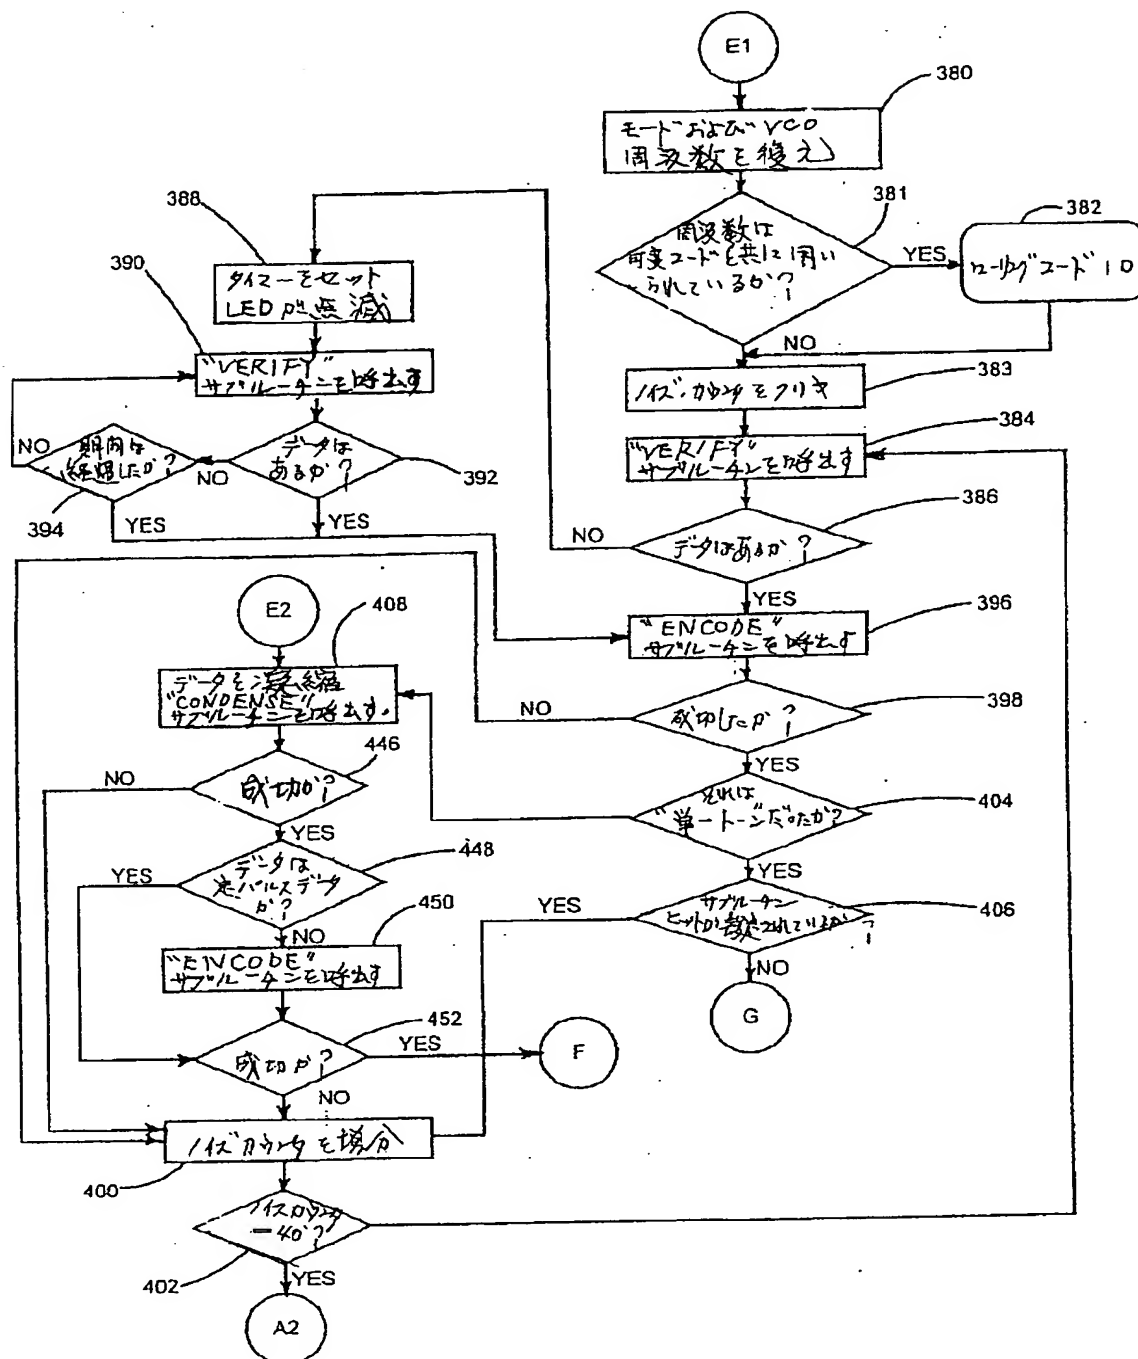 E1
380
モードおよびVCO
周波数を復元
381
周波数は
可変コードと共に用い
られているか?
YES
382
ローリングコードID
NO
383
ノイズ・カウンタをクリア
384
"VERIFY"
サブルーチンを呼出す
386
データはあるか?
NO
YES
388
タイマーをセット
LEDが点滅
390
"VERIFY"
サブルーチンを呼出す
データは
あるか?
392
NO
YES
期間は
経過したか?
394
NO
YES
396
"ENCODE"
サブルーチンを呼出す
398
成功したか?
NO
YES
それは
"単一トーン"だったか?
404
YES
サブルーチン
ビットが設定されているか?
406
YES
NO
G
E2
408
データを凝縮
"CONDENSE"
サブルーチンを呼出す.
446
成功か?
NO
YES
448
データは
定パルスデータ
か?
YES
NO
450
"ENCODE"
サブルーチンを呼出す
452
成功か?
YES
F
NO
ノイズカウンタを増分
400
ノイズカウンタ
=40?
402
YES
A2